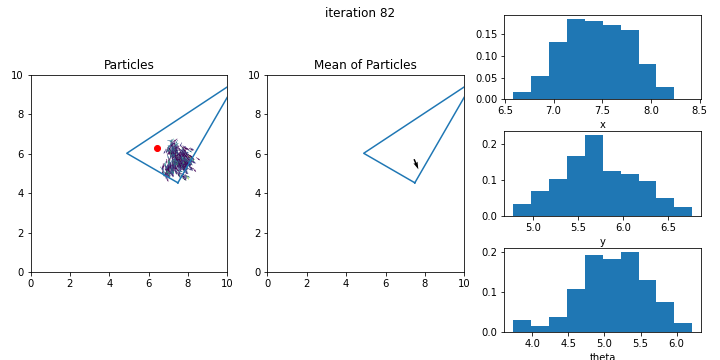 iteration 82
Particles
10
8
6
4
2
0
0 2 4 6 8 10
Mean of Particles
10
8
6
4
2
0
0 2 4 6 8 10
0.15
0.10
0.05
0.00
6.5 7.0 7.5 8.0 8.5
x
0.2
0.1
0.0
5.0 5.5 6.0 6.5
y
0.2
0.1
0.0
4.0 4.5 5.0 5.5 6.0
theta